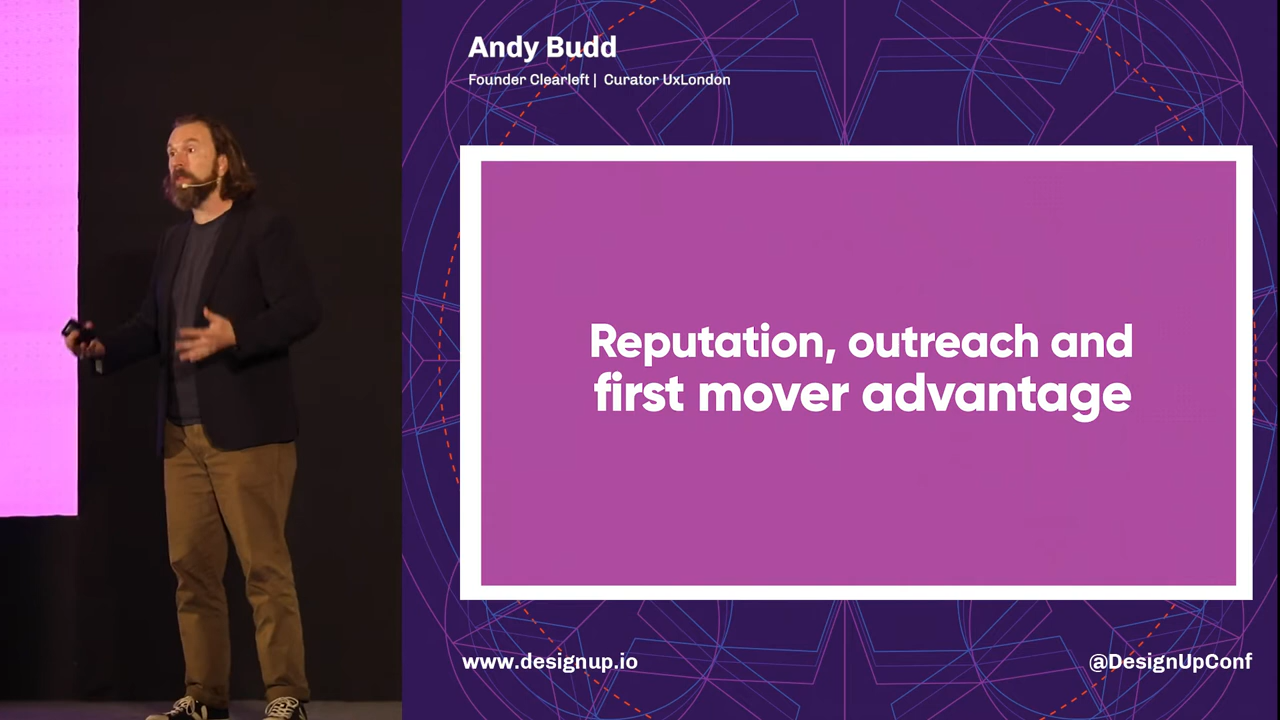 Andy Budd
Founder Clearleft | Curator UxLondon
Reputation, outreach and
first mover advantage
www.designup.io
@DesignUpConf